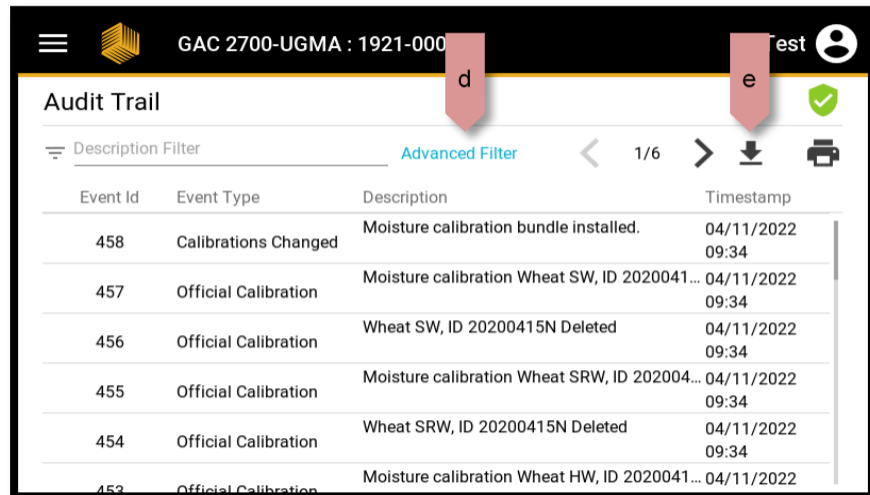 GAC 2700-UGMA : 1921-000
est
d
e
Audit Trail
Description Filter
Advanced Filter
1/6
Event Id Event Type Description Timestamp
458 Calibrations Changed Moisture calibration bundle installed. 04/11/2022
09:34
457 Official Calibration Moisture calibration Wheat SW, ID 2020041... 04/11/2022
09:34
456 Official Calibration Wheat SW, ID 20200415N Deleted 04/11/2022
09:34
455 Official Calibration Moisture calibration Wheat SRW, ID 202004... 04/11/2022
09:34
454 Official Calibration Wheat SRW, ID 20200415N Deleted 04/11/2022
09:34
453 Official Calibration Moisture calibration Wheat HW, ID 2020041... 04/11/2022